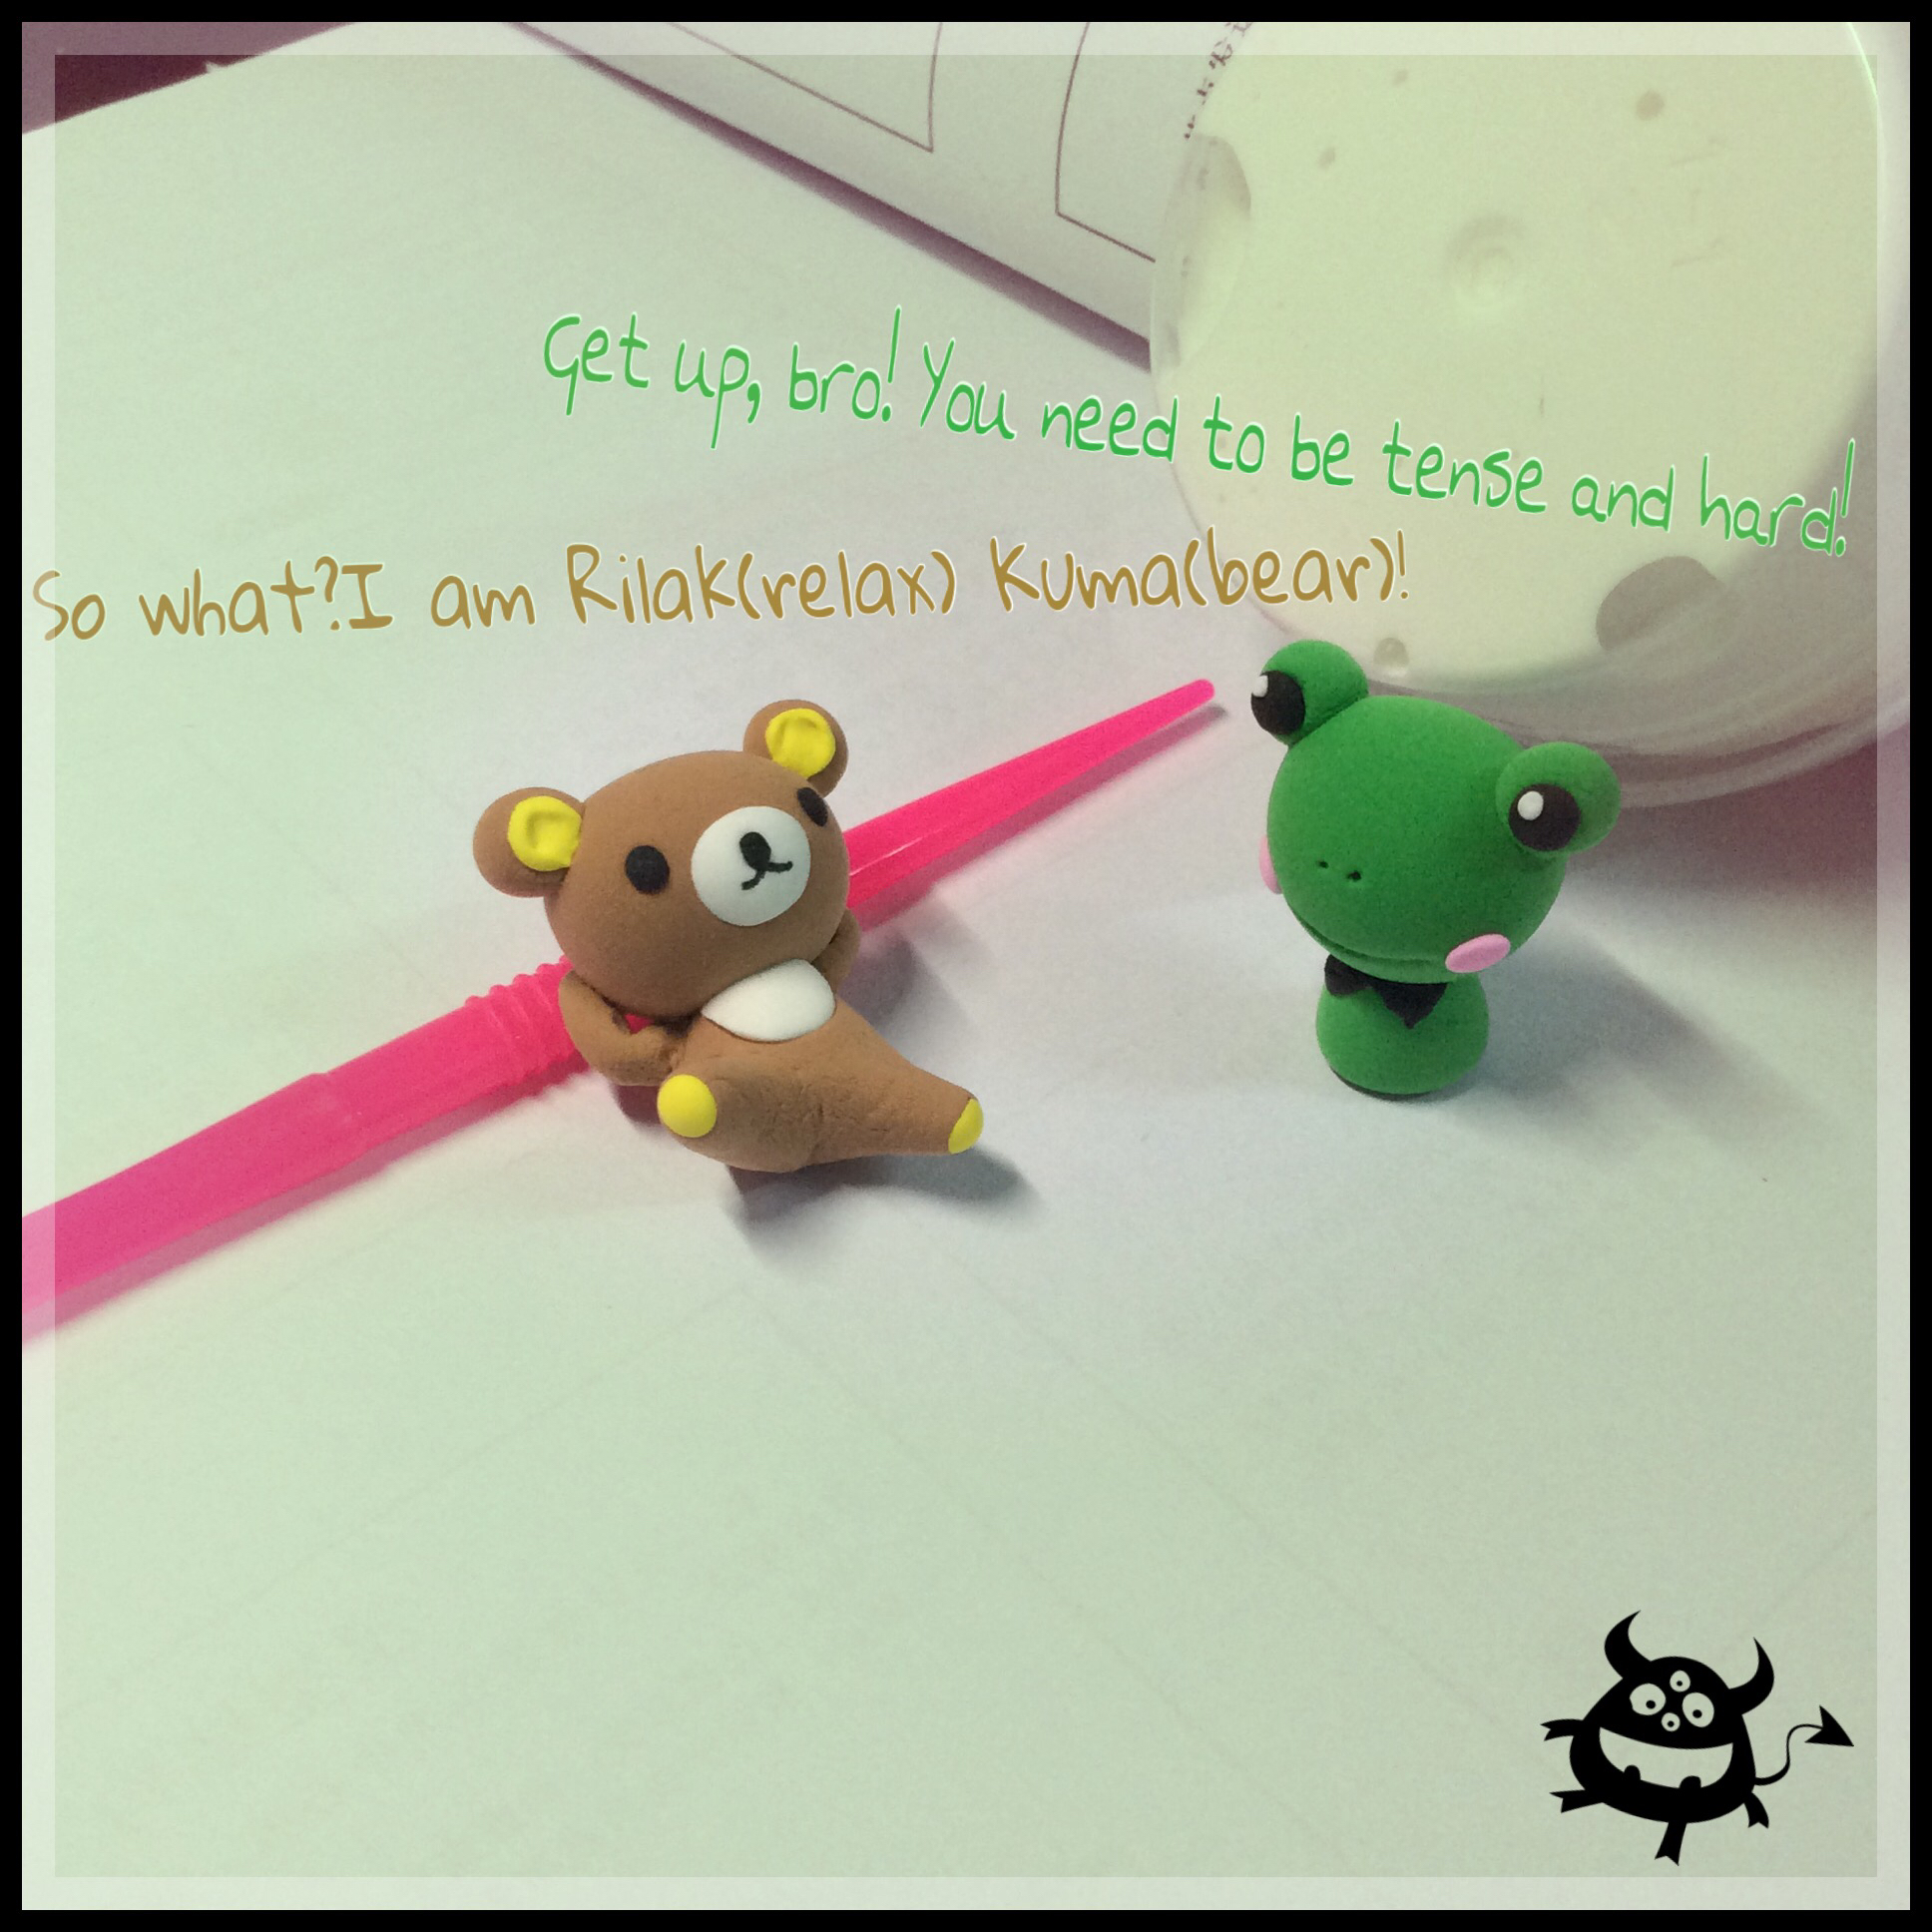 Get up, bro! You need to be tense and hard!
So what?I am Rilak(relax) Kuma(bear)!